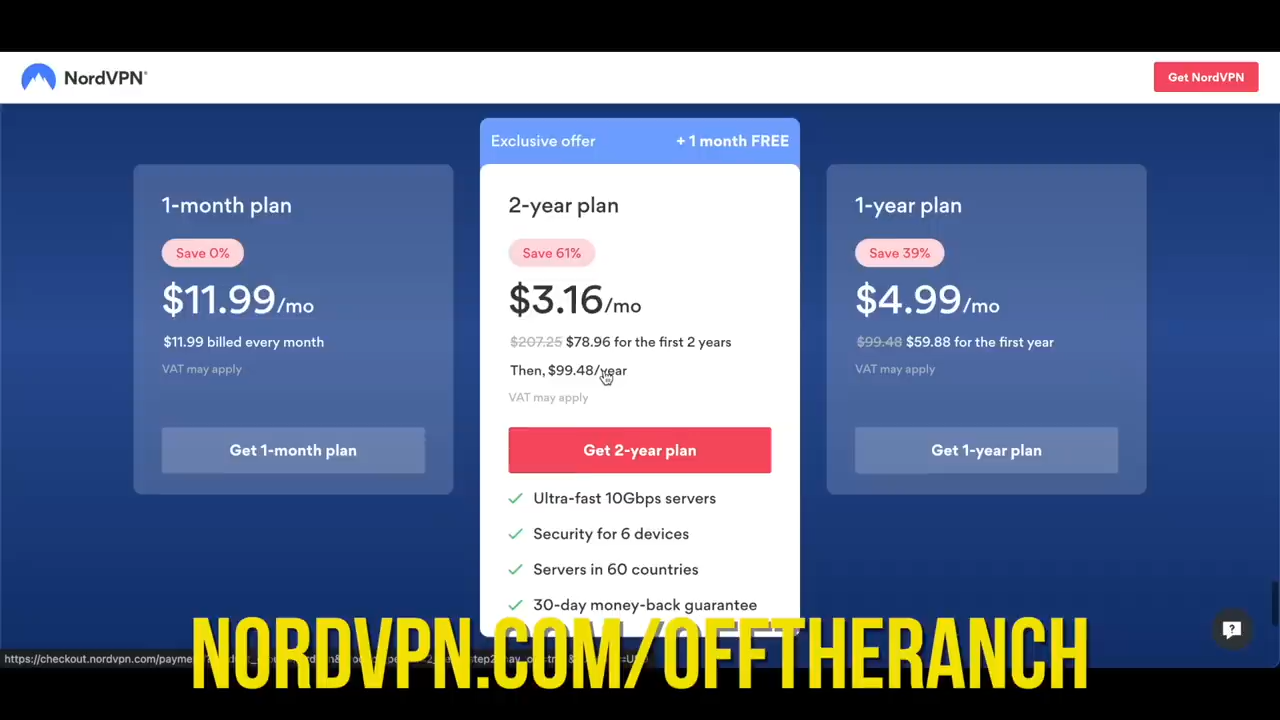 NordVPN®
Get NordVPN
Exclusive offer + 1 month FREE
1-month plan
Save 0%
$11.99/mo
$11.99 billed every month
VAT may apply
Get 1-month plan
2-year plan
Save 61%
$3.16/mo
$207.25 $78.96 for the first 2 years
Then, $99.48/year
VAT may apply
Get 2-year plan
Ultra-fast 10Gbps servers
Security for 6 devices
Servers in 60 countries
30-day money-back guarantee
1-year plan
Save 39%
$4.99/mo
$99.48 $59.88 for the first year
VAT may apply
Get 1-year plan
NORDVPN.COM/OFFTHERANCH
https://checkout.nordvpn.com/payment